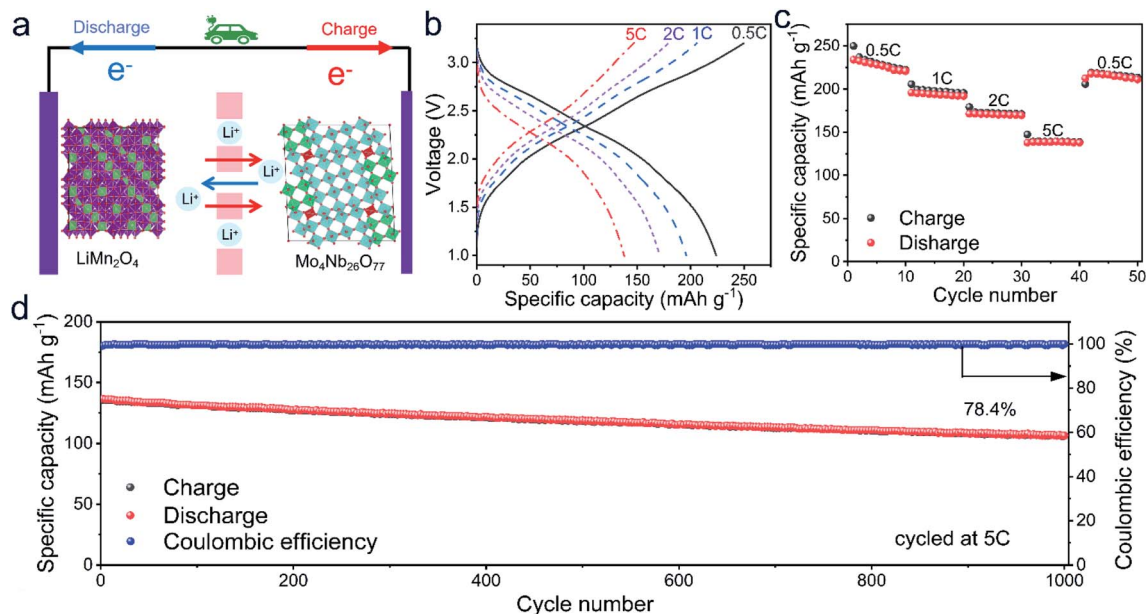 a
Discharge
Charge
e-
e-
Li+
Li+
Li+
Li+
LiMn2O4
Mo4Nb26O77
b
5C 2C 1C 0.5C
3.0
2.5
2.0
1.5
1.0
Voltage (V)
0 50 100 150 200 250
Specific capacity (mAh g-1)
c
250
200
150
100
50
0
Specific capacity (mAh g-1)
0.5C
1C
2C
5C
0.5C
Charge
Disharge
0 10 20 30 40 50
Cycle number
d
200
150
100
50
0
Specific capacity (mAh g-1)
78.4%
Charge
Discharge
Coulombic efficiency
cycled at 5C
100
80
60
40
20
0
Coulombic efficiency (%)
0 200 400 600 800 1000
Cycle number